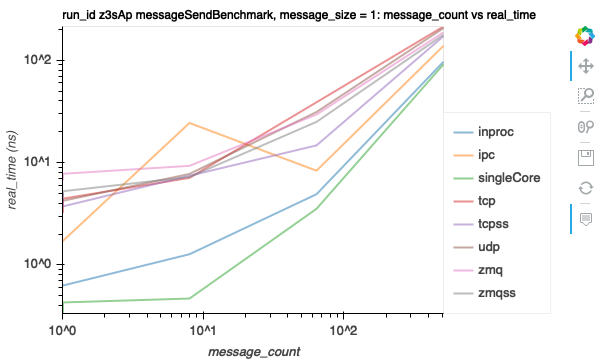 run_id z3sAp messageSendBenchmark, message_size = 1: message_count vs real_time
real_time (ns)
10^2
10^1
10^0
10^0
10^1
10^2
message_count
inproc
ipc
singleCore
tcp
tcpss
udp
zmq
zmqss